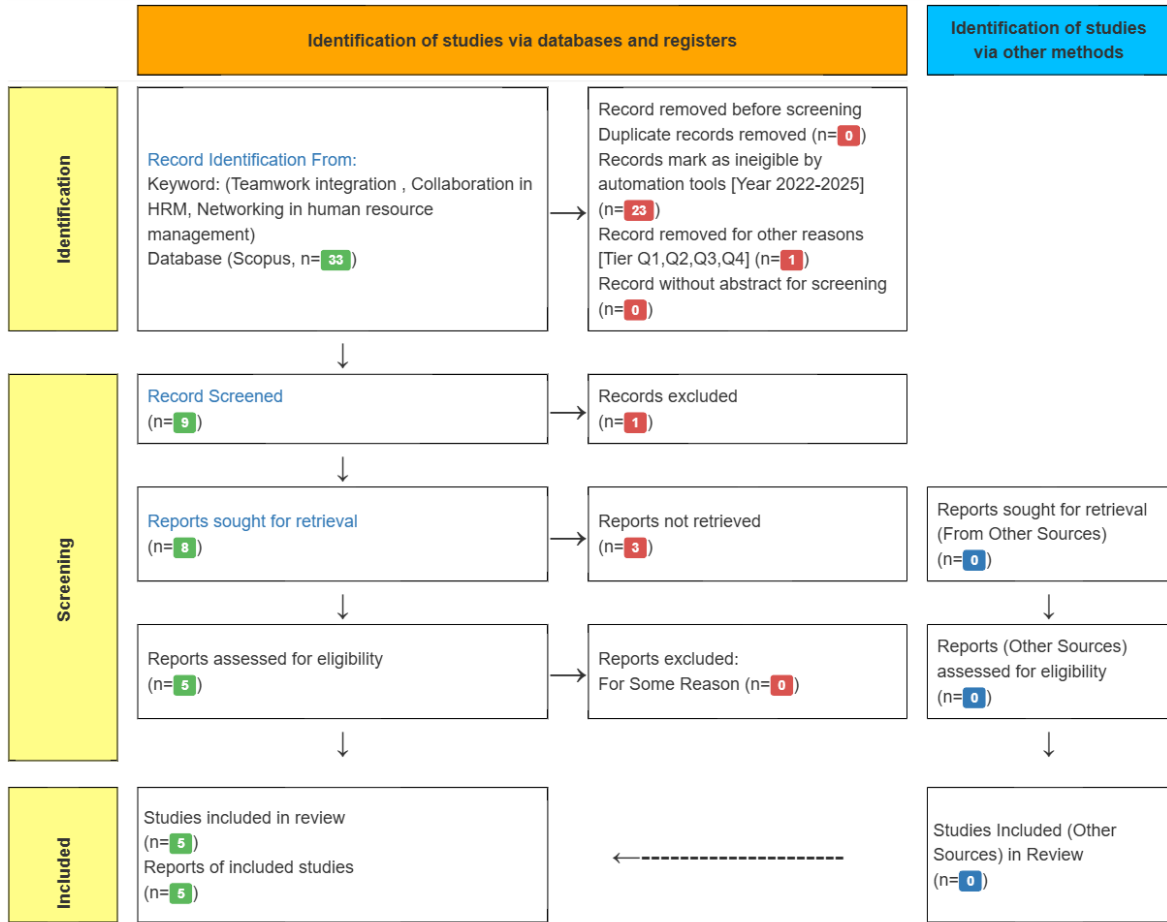 Identification of studies via databases and registers
Identification of studies
via other methods
Identification
Record Identification From:
Keyword: (Teamwork integration , Collaboration in
HRM, Networking in human resource
management)
Database (Scopus, n=33)
Record removed before screening
Duplicate records removed (n=0)
Records mark as ineigible by
automation tools [Year 2022-2025]
(n=23)
Record removed for other reasons
[Tier Q1,Q2,Q3,Q4] (n=1)
Record without abstract for screening
(n=0)
Screening
Record Screened
(n=9)
Records excluded
(n=1)
Reports sought for retrieval
(n=8)
Reports not retrieved
(n=3)
Reports sought for retrieval
(From Other Sources)
(n=0)
Reports assessed for eligibility
(n=5)
Reports excluded:
For Some Reason (n=0)
Reports (Other Sources)
assessed for eligibility
(n=0)
Included
Studies included in review
(n=5)
Reports of included studies
(n=5)
Studies Included (Other
Sources) in Review
(n=0)